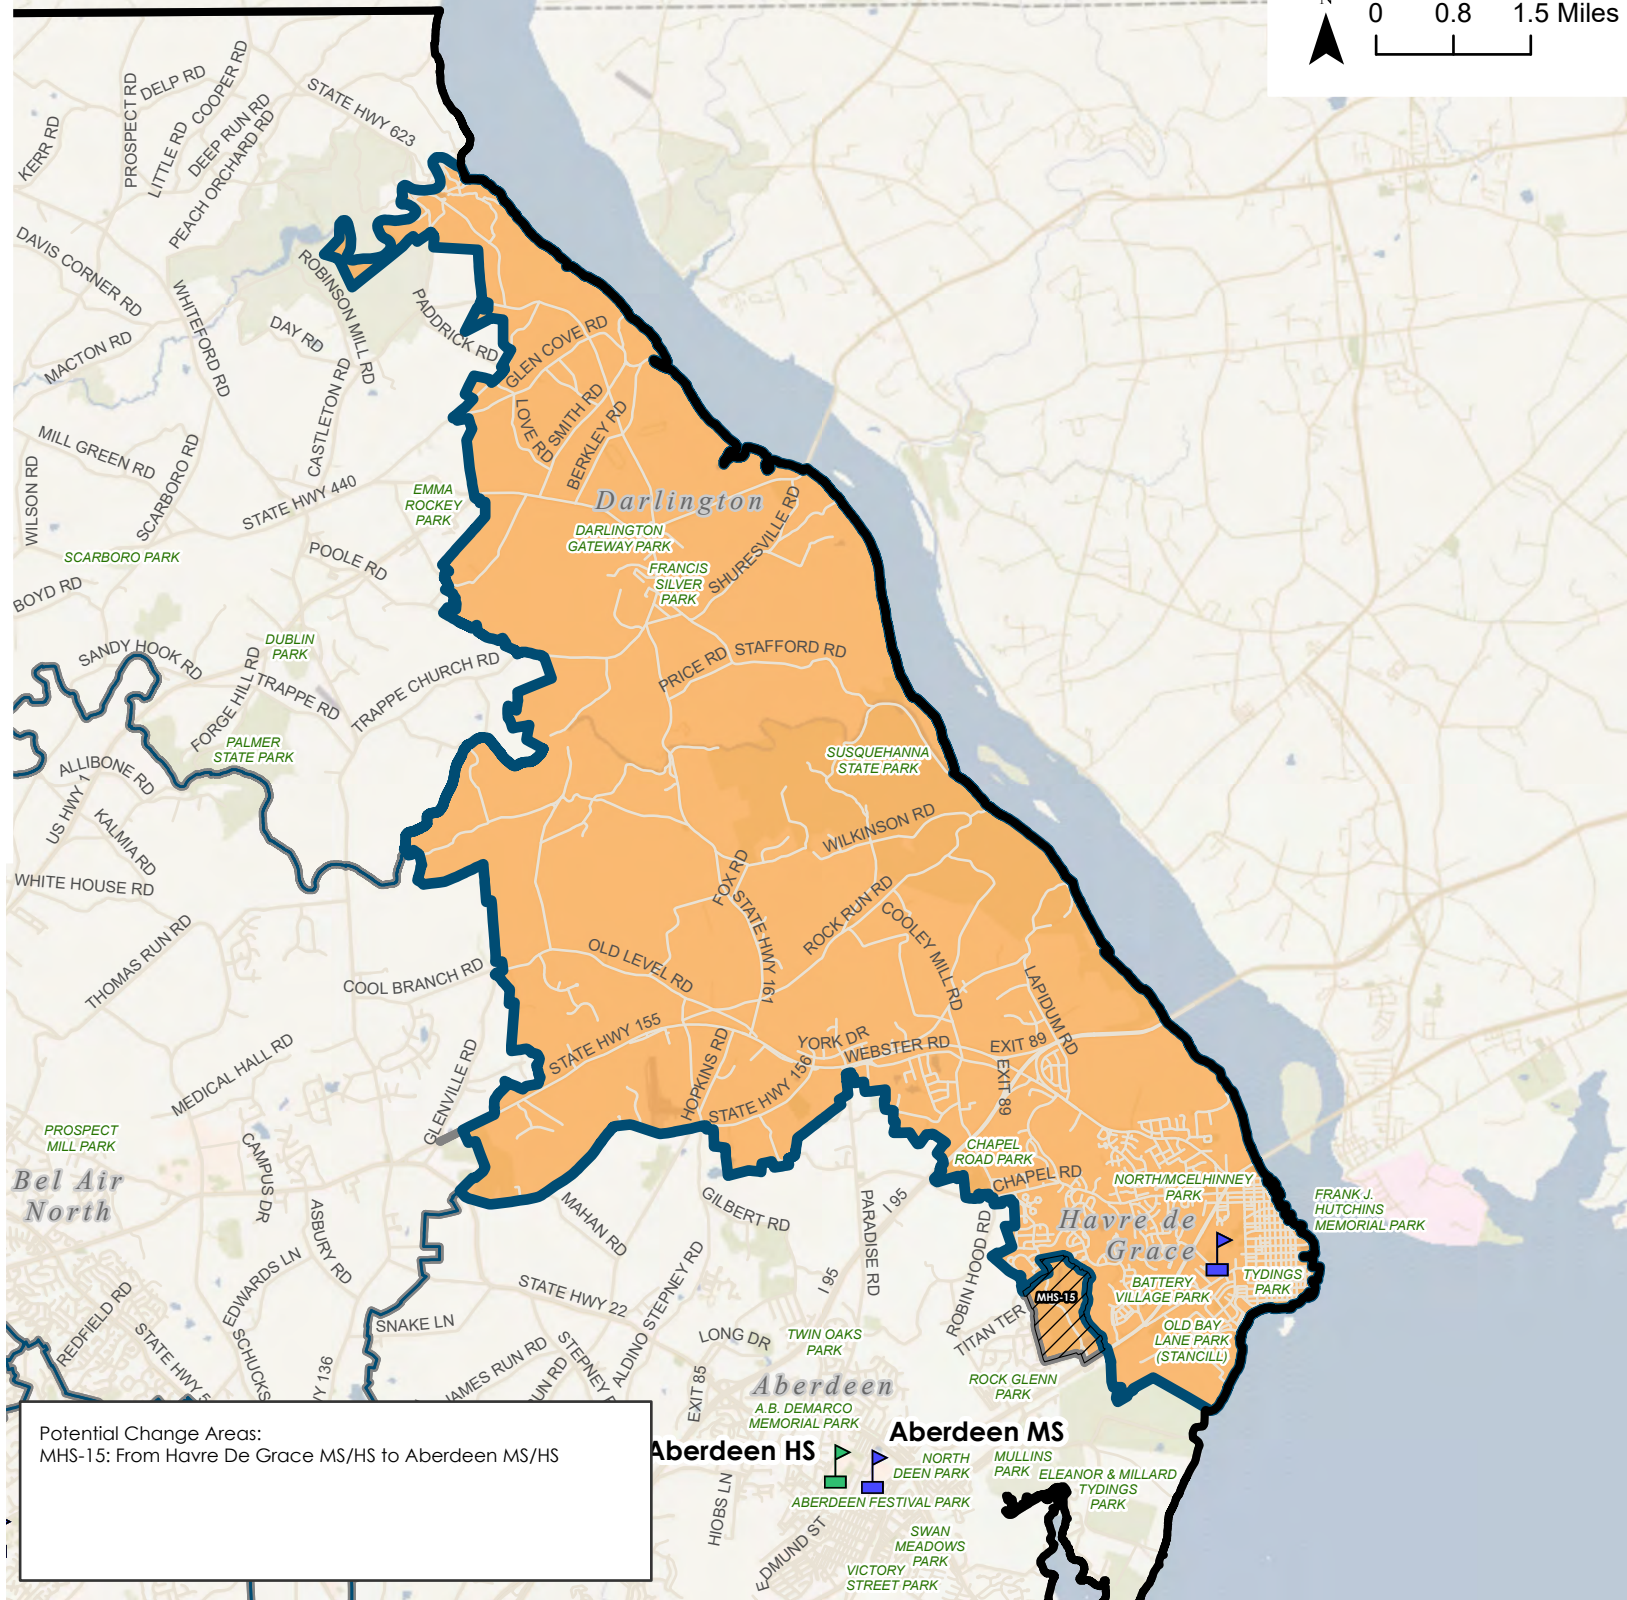 N
0 0.8 1.5 Miles
DELP RD
COOPER RD
PROSPECT RD
STATE HWY 623
KERR RD
LITTLE RD
DEEP RUN RD
PEACH ORCHARD RD
DAVIS CORNER RD
WHITEFORD RD
ROBINSON MILL RD
PADDRICK RD
DAY RD
MACTON RD
GLEN COVE RD
LOVE RD
SMITH RD
BERKLEY RD
CASTLETON RD
MILL GREEN RD
SCARBORO RD
WILSON RD
STATE HWY 440
EMMA
ROCKEY
PARK
Darlington
DARLINGTON
GATEWAY PARK
SHURESVILLE RD
FRANCIS
SILVER
PARK
SCARBORO PARK
POOLE RD
BOYD RD
SANDY HOOK RD
DUBLIN
PARK
FORGE HILL RD
TRAPPE RD
TRAPPE CHURCH RD
PRICE RD
STAFFORD RD
PALMER
STATE PARK
SUSQUEHANNA
STATE PARK
ALLIBONE RD
US HWY 1
KALMIA RD
WHITE HOUSE RD
WILKINSON RD
FOX RD
STATE HWY 161
ROCK RUN RD
COOLEY MILL RD
THOMAS RUN RD
COOL BRANCH RD
OLD LEVEL RD
LAPIDUM RD
STATE HWY 155
YORK DR
WEBSTER RD
EXIT 89
EXIT 89
HOPKINS RD
STATE HWY 156
MEDICAL HALL RD
GLENVILLE RD
PROSPECT
MILL PARK
Bel Air
North
CAMPUS DR
ASBURY RD
EDWARDS LN
CHAPEL
ROAD PARK
CHAPEL RD
NORTH/MCELHINNEY
PARK
FRANK J.
HUTCHINS
MEMORIAL PARK
Havre de
Grace
MAHAN RD
GILBERT RD
PARADISE RD
I 95
I 95
ROBIN HOOD RD
BATTERY
VILLAGE PARK
TYDINGS
PARK
MHS-15
TITAN TER
OLD BAY
LANE PARK
(STANCILL)
STATE HWY 22
ALDINO STEPNEY RD
SNAKE LN
REDFIELD RD
STATE HWY 5
SCHUCKS
Y 136
JAMES RUN RD
UN RD
STEPNEY R
LONG DR
EXIT 85
TWIN OAKS
PARK
ROCK GLENN
PARK
Aberdeen
A.B. DEMARCO
MEMORIAL PARK
Potential Change Areas:
MHS-15: From Havre De Grace MS/HS to Aberdeen MS/HS
Aberdeen HS
Aberdeen MS
NORTH
DEEN PARK
MULLINS
PARK
ELEANOR & MILLARD
TYDINGS
PARK
ABERDEEN FESTIVAL PARK
HIOBS LN
EDMUND ST
SWAN
MEADOWS
PARK
VICTORY
STREET PARK